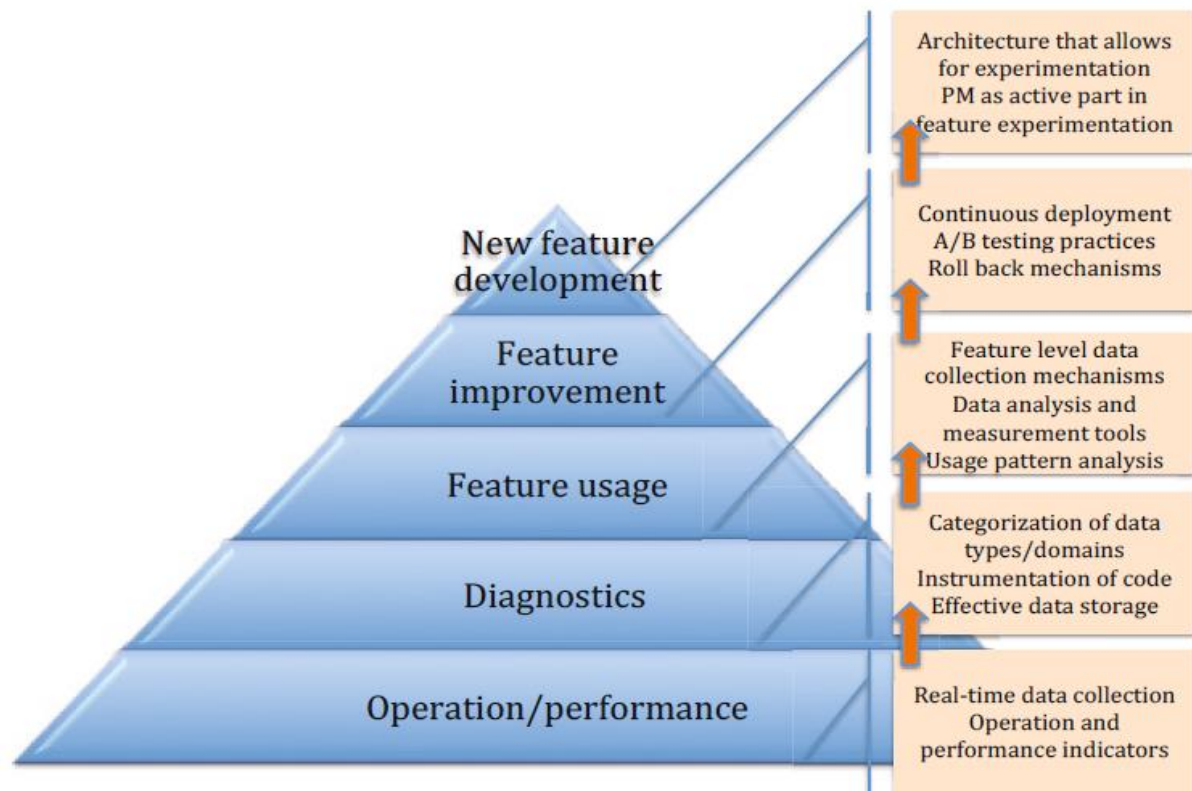 New feature
development
Feature
improvement
Feature usage
Diagnostics
Operation/performance
Architecture that allows
for experimentation
PM as active part in
feature experimentation
Continuous deployment
A/B testing practices
Roll back mechanisms
Feature level data
collection mechanisms
Data analysis and
measurement tools
Usage pattern analysis
Categorization of data
types/domains
Instrumentation of code
Effective data storage
Real-time data collection
Operation and
performance indicators